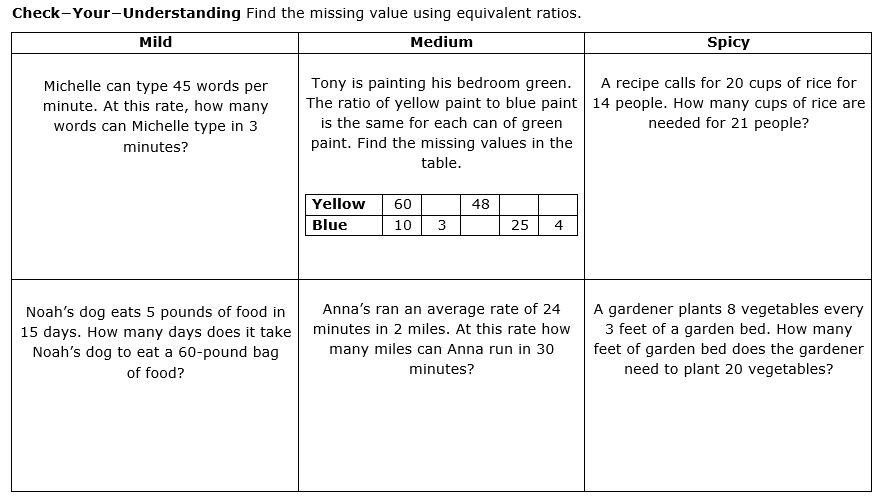 Check–Your–Understanding Find the missing value using equivalent ratios.
Mild
Medium
Spicy
Michelle can type 45 words per
minute. At this rate, how many
words can Michelle type in 3
minutes?
Tony is painting his bedroom green.
The ratio of yellow paint to blue paint
is the same for each can of green
paint. Find the missing values in the
table.
Yellow 60 48
Blue 10 3 25 4
A recipe calls for 20 cups of rice for
14 people. How many cups of rice are
needed for 21 people?
Noah’s dog eats 5 pounds of food in
15 days. How many days does it take
Noah’s dog to eat a 60-pound bag
of food?
Anna’s ran an average rate of 24
minutes in 2 miles. At this rate how
many miles can Anna run in 30
minutes?
A gardener plants 8 vegetables every
3 feet of a garden bed. How many
feet of garden bed does the gardener
need to plant 20 vegetables?